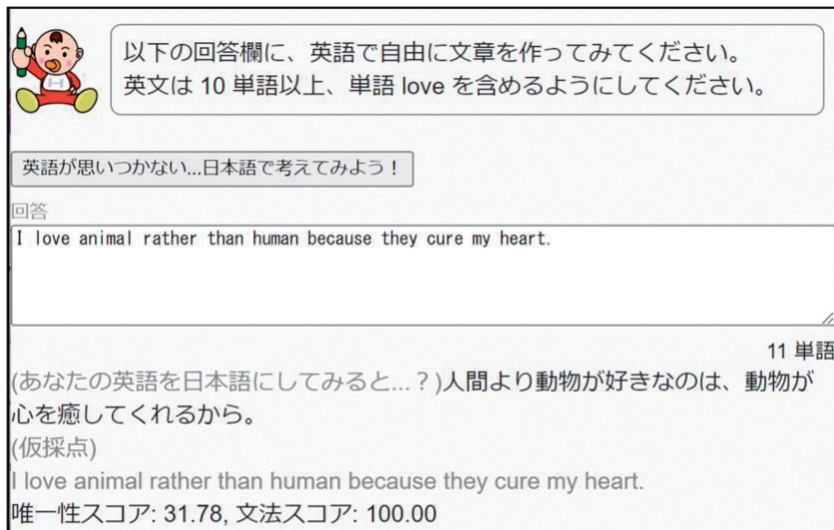 以下の回答欄に、英語で自由に文章を作ってみてください。
英文は 10 単語以上、単語 love を含めるようにしてください。
英語が思いつかない...日本語で考えてみよう！
回答
I love animal rather than human because they cure my heart.
11 単語
(あなたの英語を日本語にしてみると...？)人間より動物が好きなのは、動物が
心を癒してくれるから。
(仮採点)
I love animal rather than human because they cure my heart.
唯一性スコア: 31.78, 文法スコア: 100.00